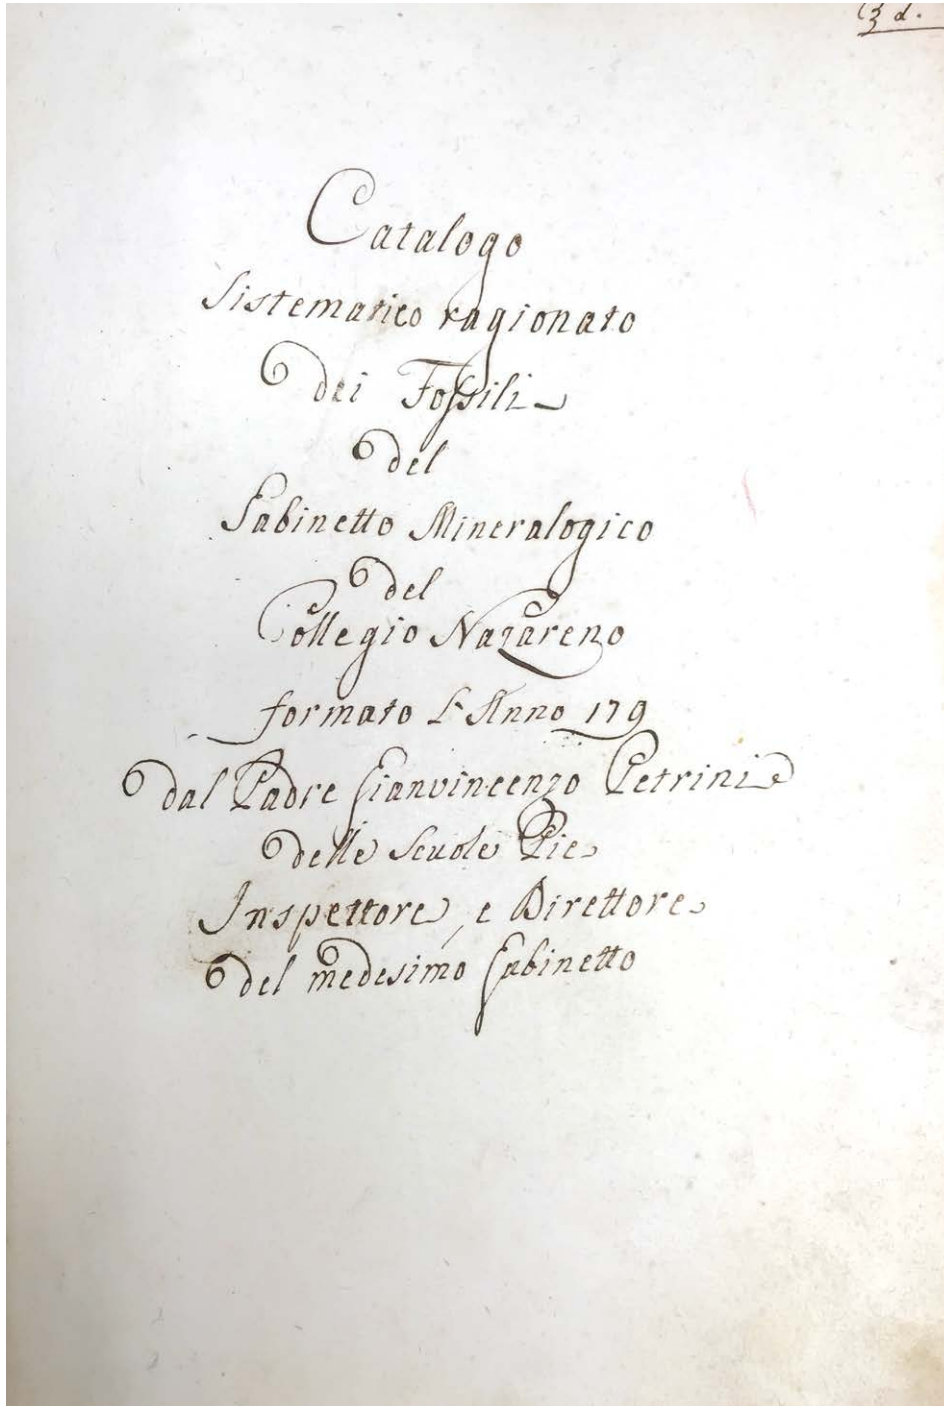 3 d.
Catalogo
Sistematico ragionato
dei Fossili
del
Gabinetto Mineralogico
del
Collegio Nazareno
formato L'Anno 179
dal Padre Gianvincenzo Petrini
delle Scuole Pie
Inspettore, e Direttore
del medesimo Gabinetto